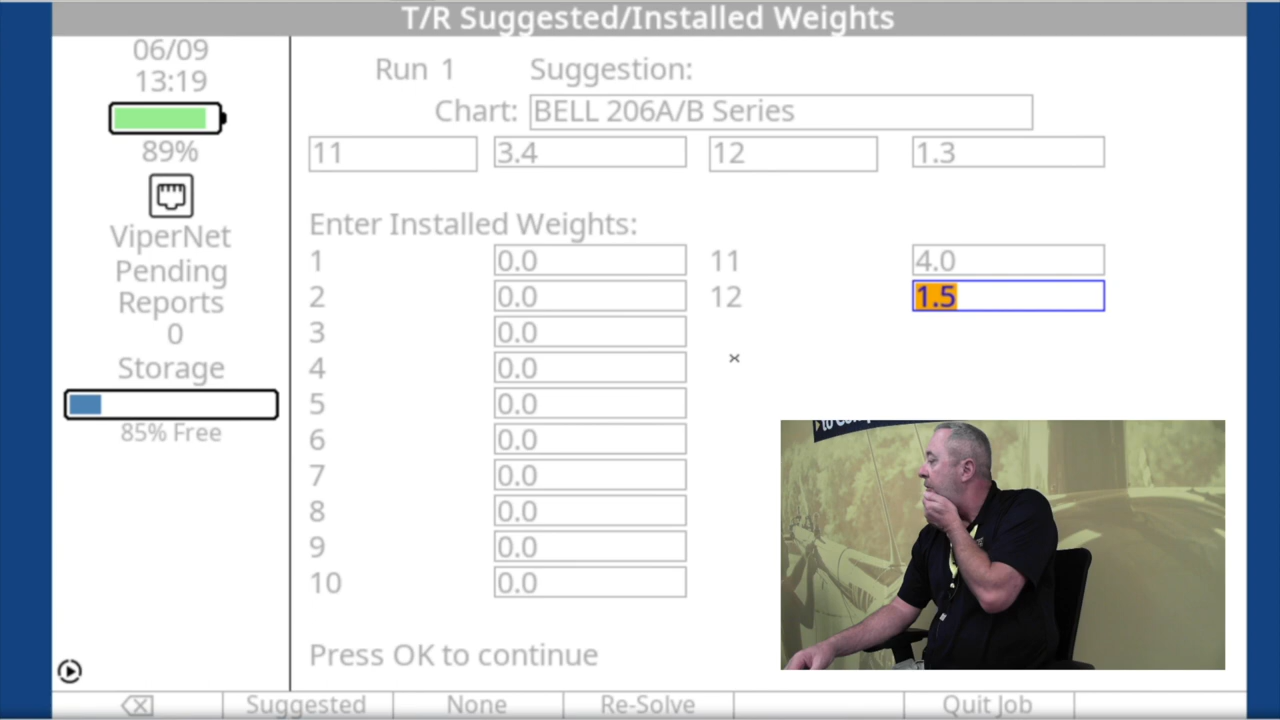 T/R Suggested/Installed Weights
06/09
13:19
89%
ViperNet
Pending
Reports
0
Storage
85% Free
Run 1 Suggestion:
Chart: BELL 206A/B Series
11 3.4 12 1.3
Enter Installed Weights:
1 0.0 11 4.0
2 0.0 12 1.5
3 0.0
4 0.0
5 0.0
6 0.0
7 0.0
8 0.0
9 0.0
10 0.0
Press OK to continue
Suggested None Re-Solve Quit Job